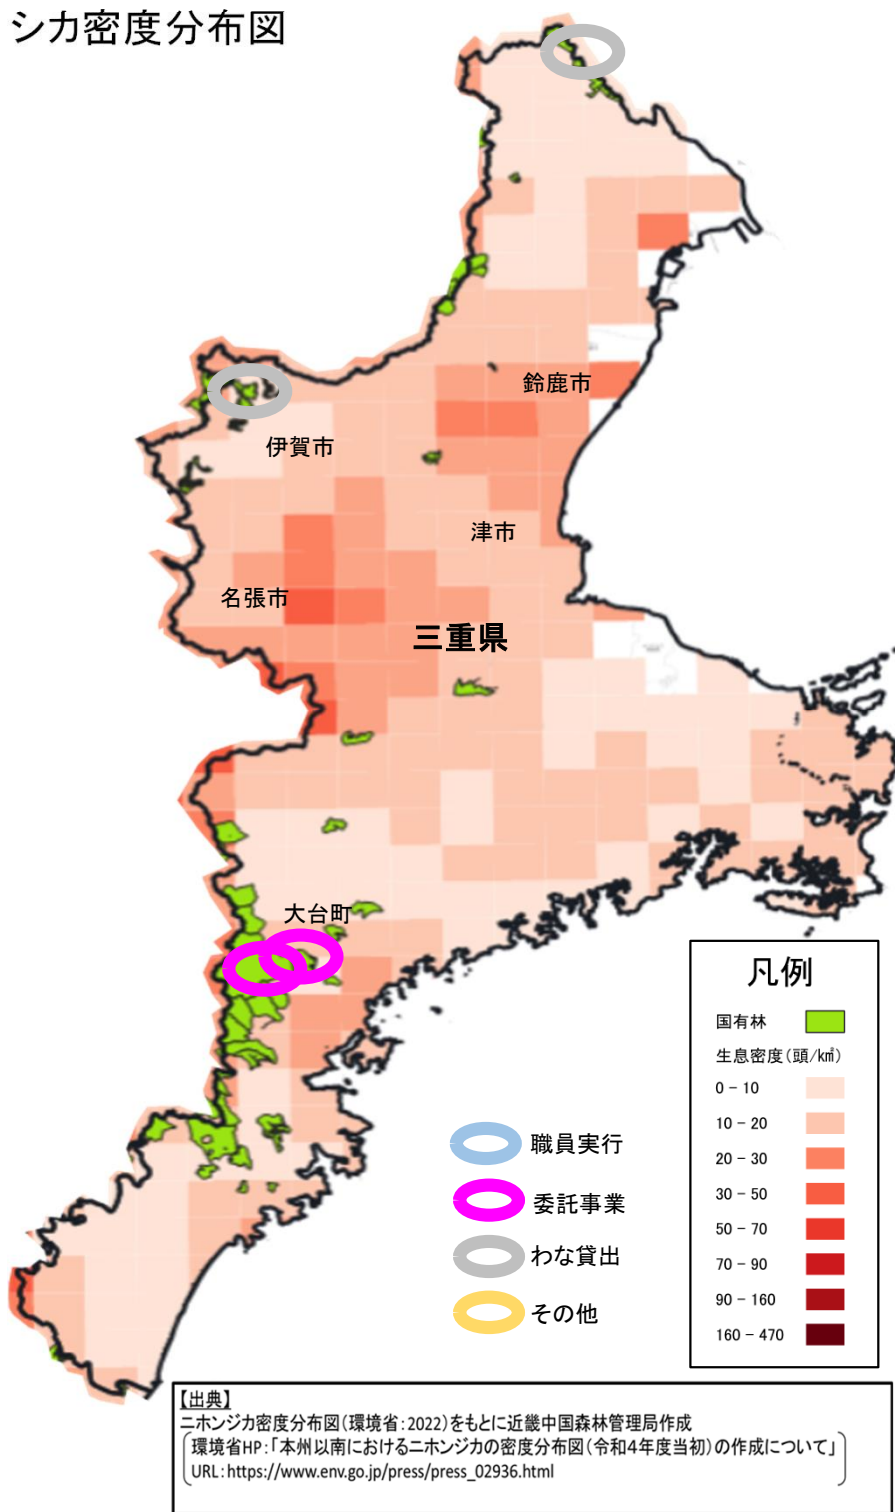 シカ密度分布図
鈴鹿市
伊賀市
津市
名張市
三重県
大台町
凡例
国有林
生息密度(頭/㎢)
0 - 10
10 - 20
20 - 30
30 - 50
50 - 70
70 - 90
90 - 160
160 - 470
職員実行
委託事業
わな貸出
その他
【出典】
ニホンジカ密度分布図(環境省:2022)をもとに近畿中国森林管理局作成
環境省HP:「本州以南におけるニホンジカの密度分布図(令和4年度当初)の作成について」
URL:https://www.env.go.jp/press/press_02936.html